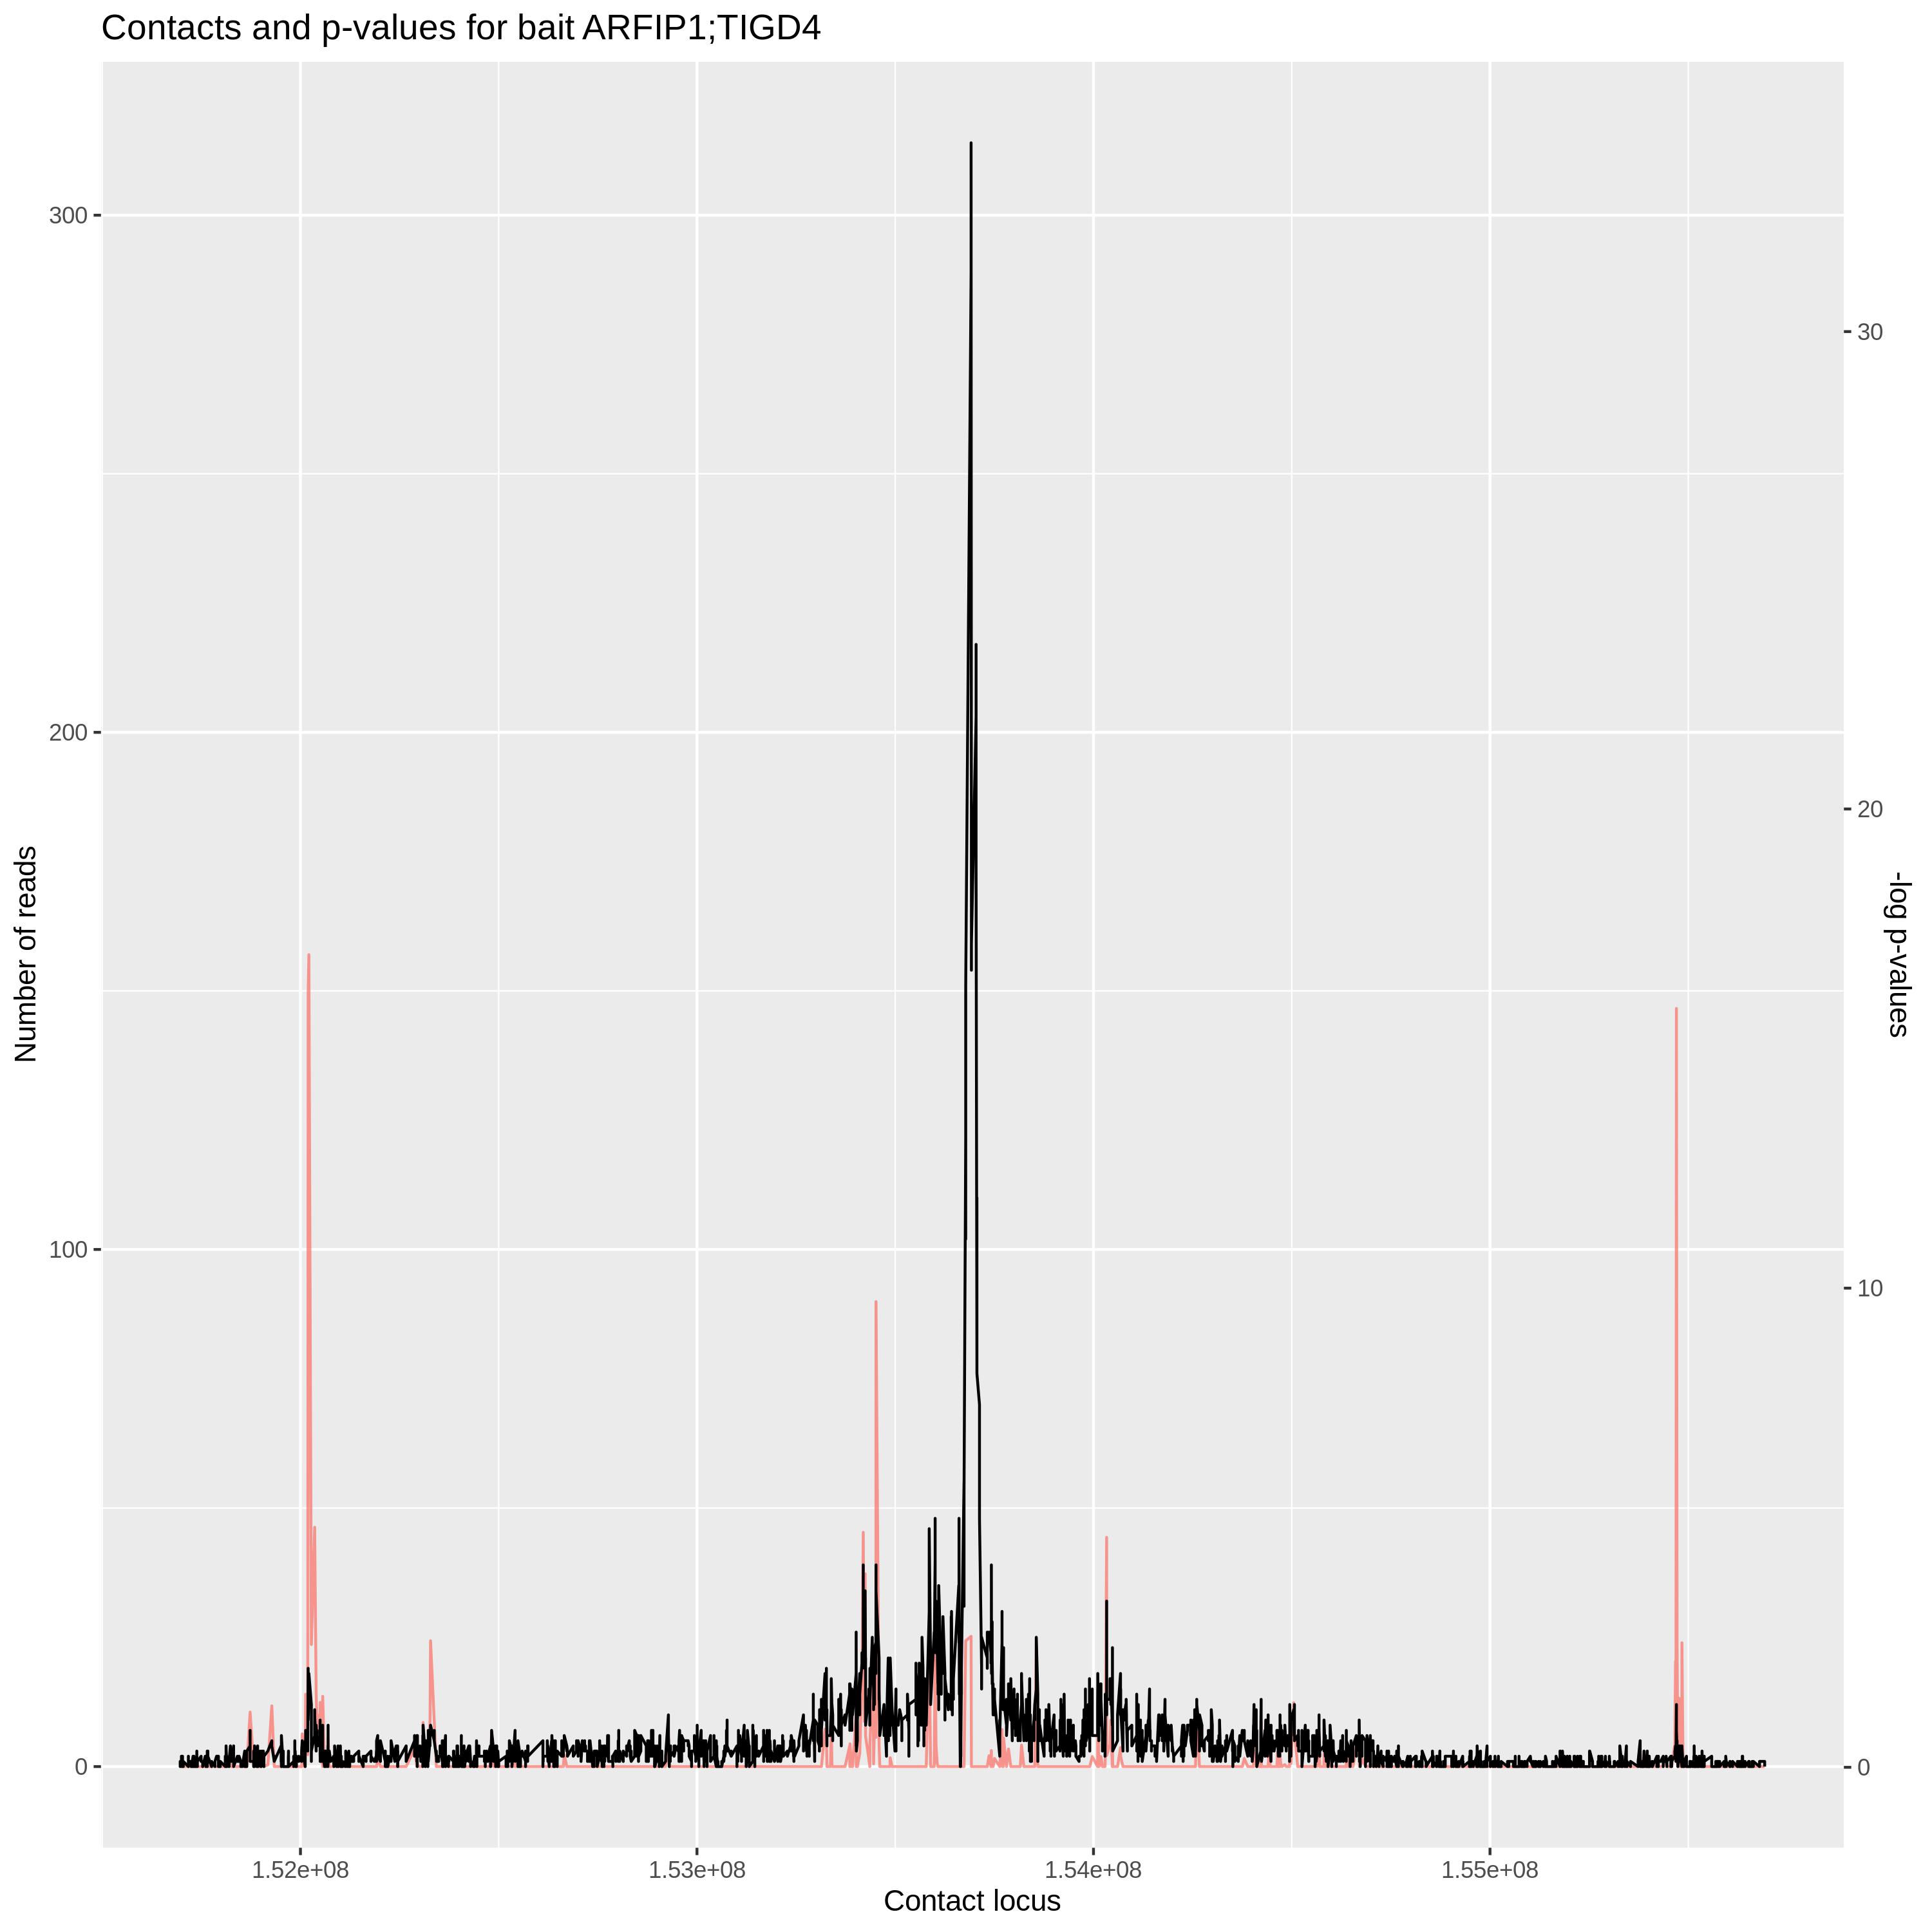 Contacts and p-values for bait ARFIP1;TIGD4
300
200
100
0
Number of reads
30
20
10
0
-log p-values
1.52e+08
1.53e+08
1.54e+08
1.55e+08
Contact locus